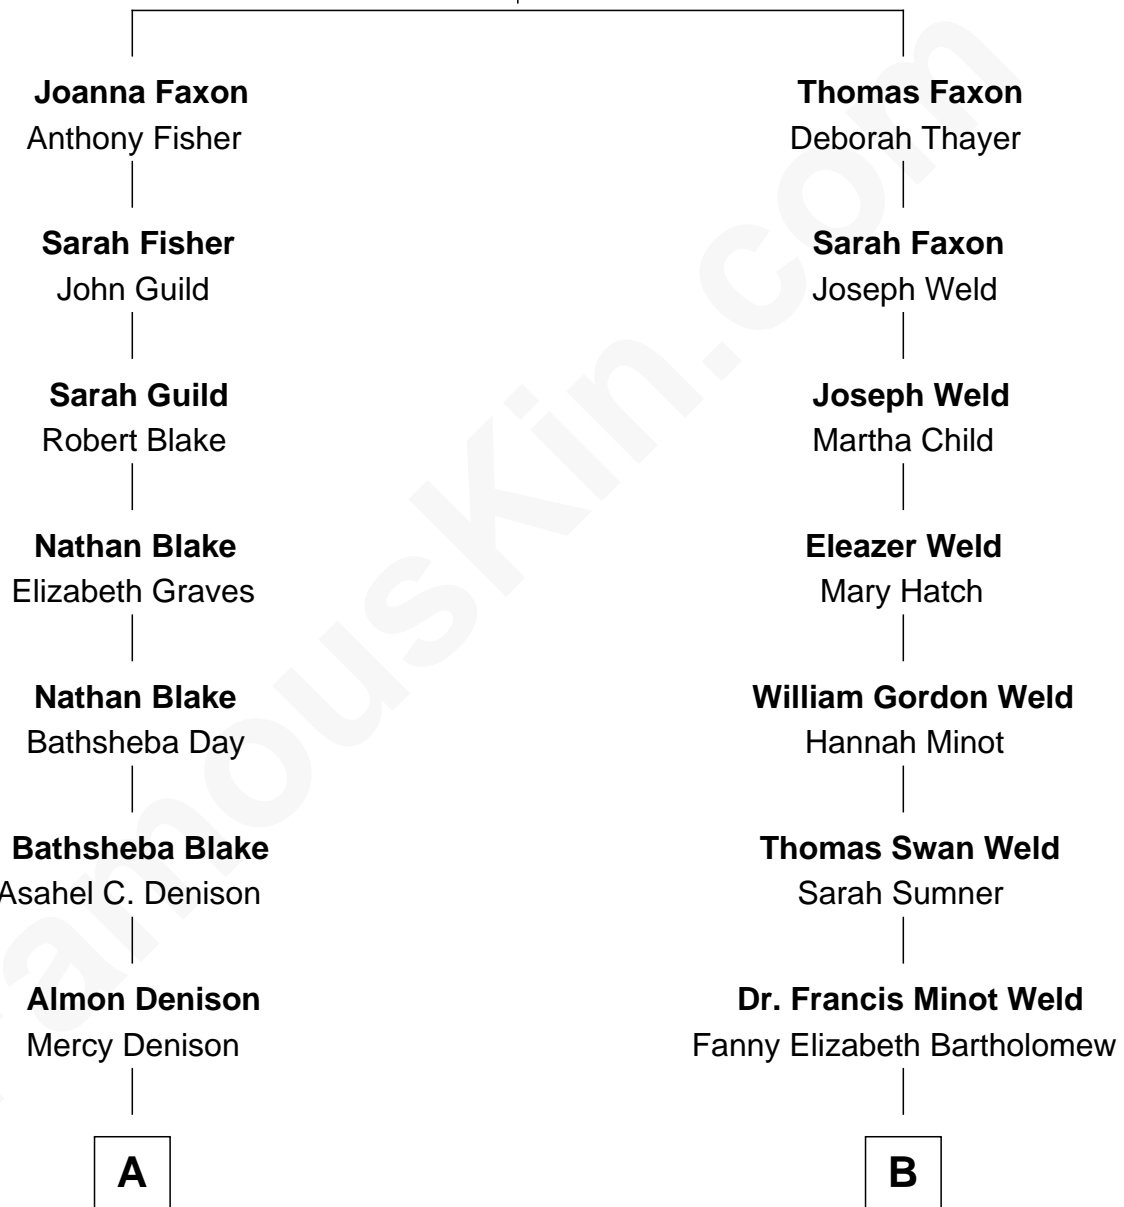 Joanna Faxon
Anthony Fisher
Thomas Faxon
Deborah Thayer
Sarah Fisher
John Guild
Sarah Faxon
Joseph Weld
Sarah Guild
Robert Blake
Joseph Weld
Martha Child
Nathan Blake
Elizabeth Graves
Eleazer Weld
Mary Hatch
Nathan Blake
Bathsheba Day
William Gordon Weld
Hannah Minot
Bathsheba Blake
Asahel C. Denison
Thomas Swan Weld
Sarah Sumner
Almon Denison
Mercy Denison
Dr. Francis Minot Weld
Fanny Elizabeth Bartholomew
A
B
FamousKin.com